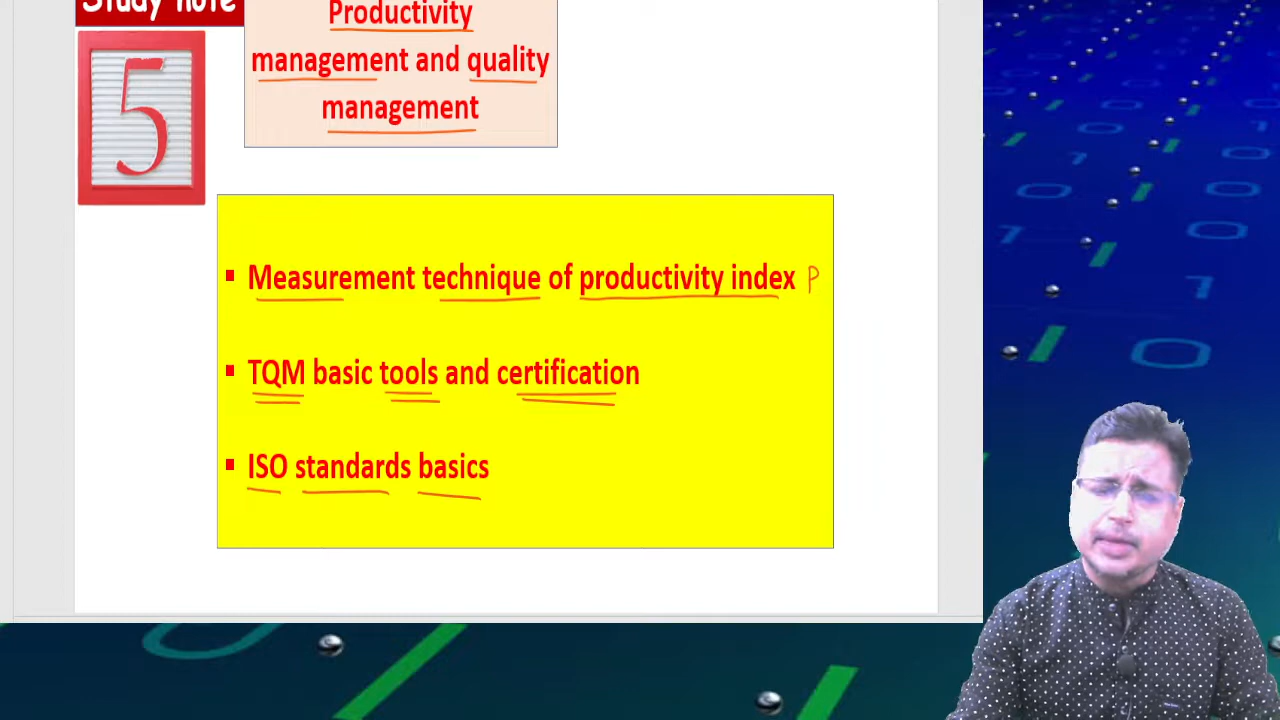 Study note
5
Productivity
management and quality
management
▪ Measurement technique of productivity index P
▪ TQM basic tools and certification
▪ ISO standards basics